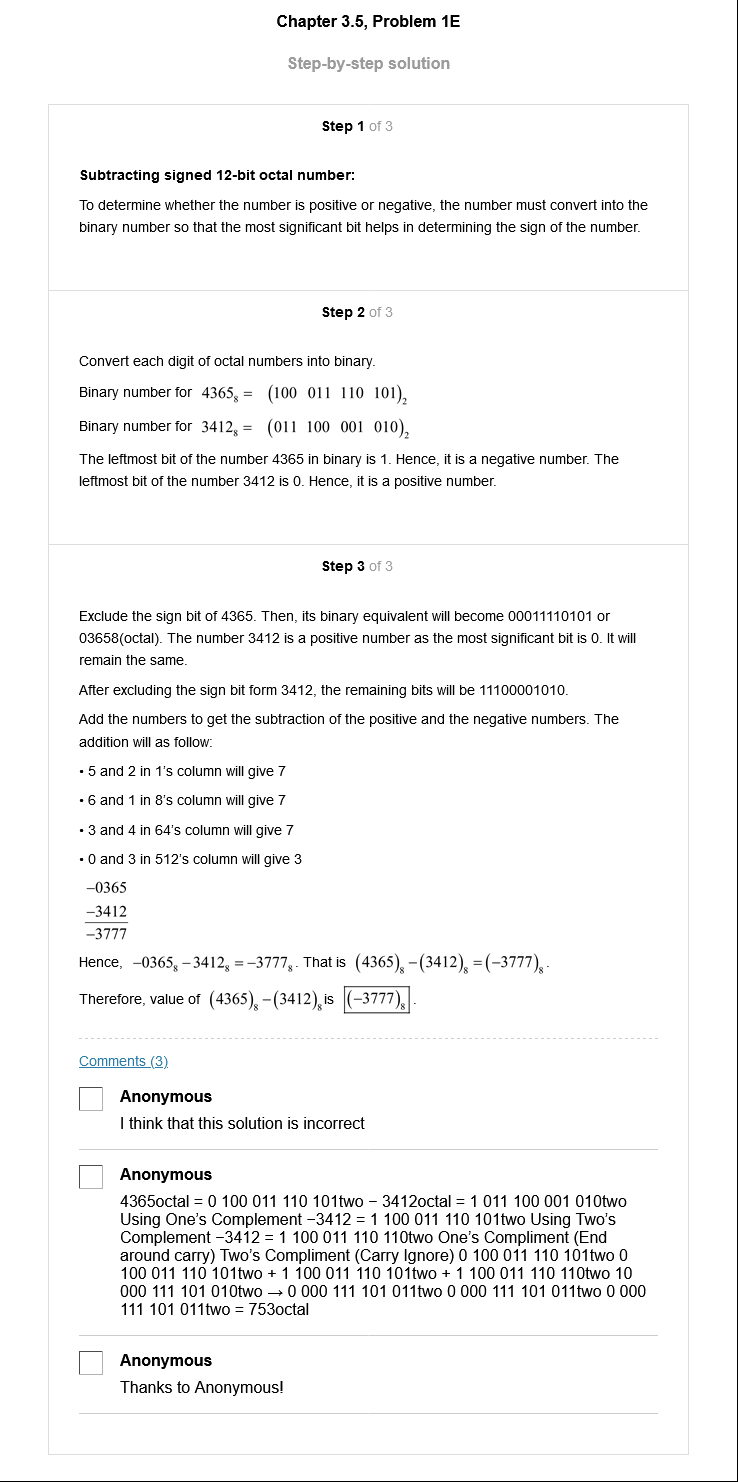 Chapter 3.5, Problem 1E
Step-by-step solution
Step 1 of 3
Subtracting signed 12-bit octal number:
To determine whether the number is positive or negative, the number must convert into the
binary number so that the most significant bit helps in determining the sign of the number.
Step 2 of 3
Convert each digit of octal numbers into binary.
Binary number for 4365₈ = (100 011 110 101)₂
Binary number for 3412₈ = (011 100 001 010)₂
The leftmost bit of the number 4365 in binary is 1. Hence, it is a negative number. The
leftmost bit of the number 3412 is 0. Hence, it is a positive number.
Step 3 of 3
Exclude the sign bit of 4365. Then, its binary equivalent will become 00011110101 or
03658(octal). The number 3412 is a positive number as the most significant bit is 0. It will
remain the same.
After excluding the sign bit form 3412, the remaining bits will be 11100001010.
Add the numbers to get the subtraction of the positive and the negative numbers. The
addition will as follow:
• 5 and 2 in 1's column will give 7
• 6 and 1 in 8's column will give 7
• 3 and 4 in 64's column will give 7
• 0 and 3 in 512's column will give 3
−0365
−3412
−3777
Hence, −0365₈ − 3412₈ = −3777₈. That is (4365)₈ − (3412)₈ = (−3777)₈.
Therefore, value of (4365)₈ − (3412)₈ is (−3777)₈.
Comments (3)
Anonymous
I think that this solution is incorrect
Anonymous
4365octal = 0 100 011 110 101two − 3412octal = 1 011 100 001 010two
Using One's Complement −3412 = 1 100 011 110 101two Using Two's
Complement −3412 = 1 100 011 110 110two One's Compliment (End
around carry) Two's Compliment (Carry Ignore) 0 100 011 110 101two 0
100 011 110 101two + 1 100 011 110 101two + 1 100 011 110 110two 10
000 111 101 010two → 0 000 111 101 011two 0 000 111 101 011two 0 000
111 101 011two = 753octal
Anonymous
Thanks to Anonymous!